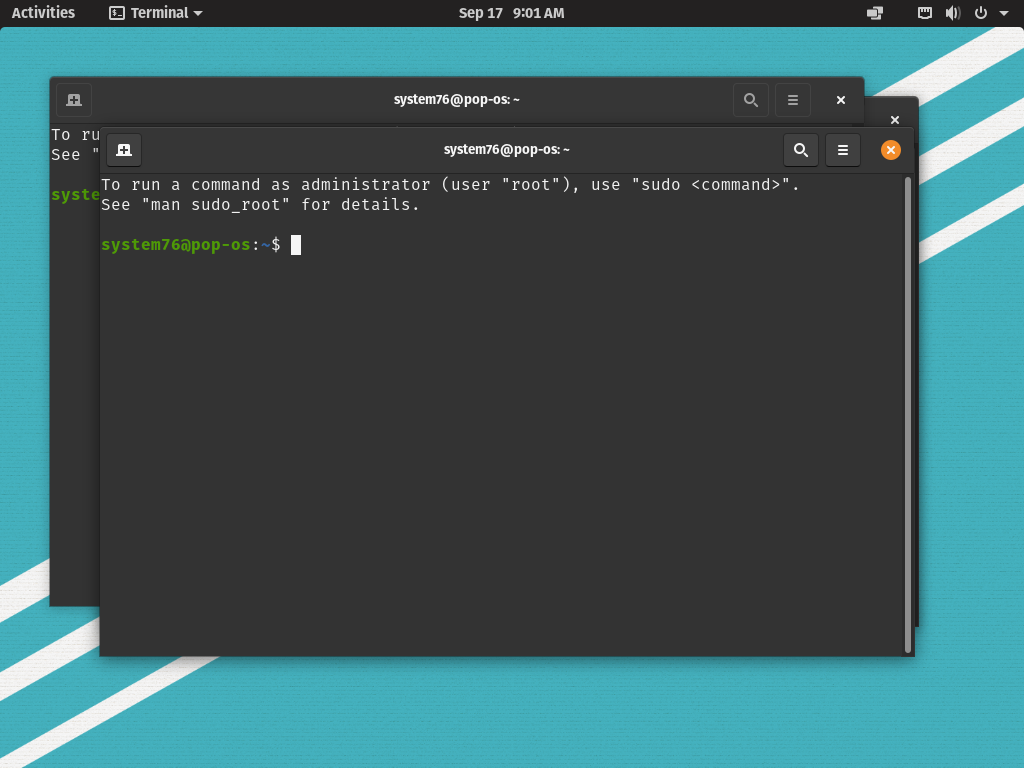 Activities
Terminal
Sep 17 9:01 AM
system76@pop-os: ~
To ru
See "
syste
system76@pop-os: ~
To run a command as administrator (user "root"), use "sudo <command>".
See "man sudo_root" for details.
system76@pop-os:~$